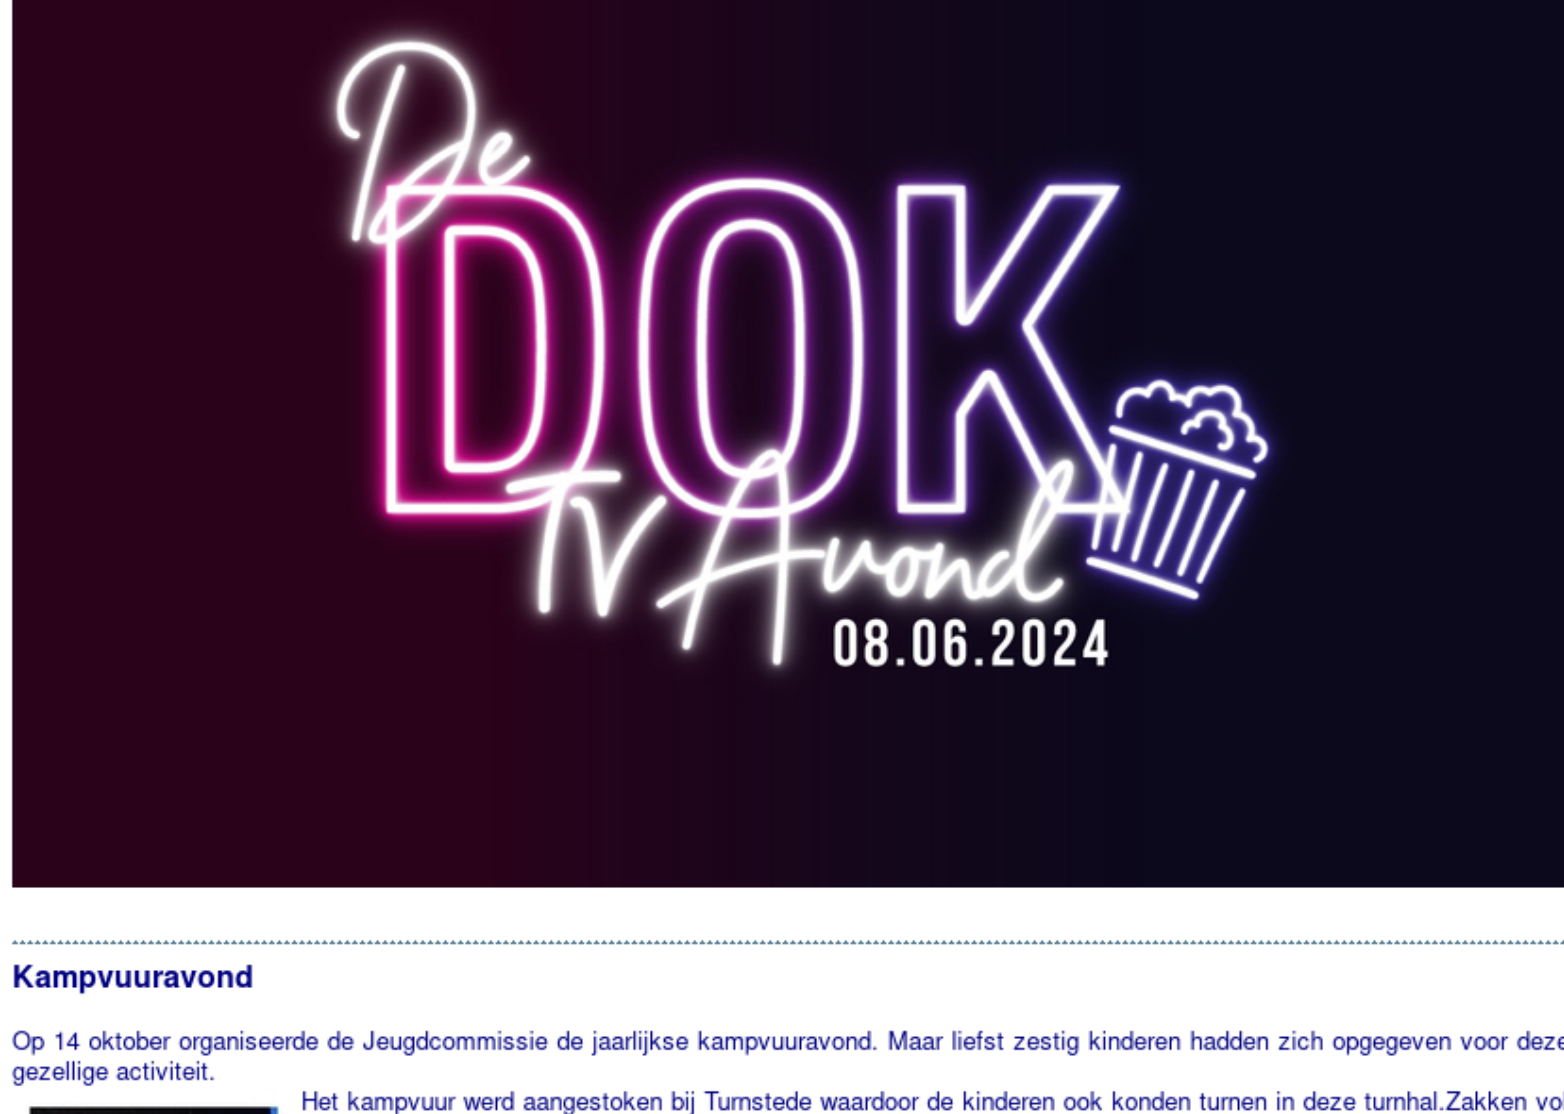 De
DOK
TV Avond
08.06.2024
Kampvuuravond
Op 14 oktober organiseerde de Jeugdcommissie de jaarlijkse kampvuuravond. Maar liefst zestig kinderen hadden zich opgegeven voor deze
gezellige activiteit.
Het kampvuur werd aangestoken bij Turnstede waardoor de kinderen ook konden turnen in deze turnhal.Zakken